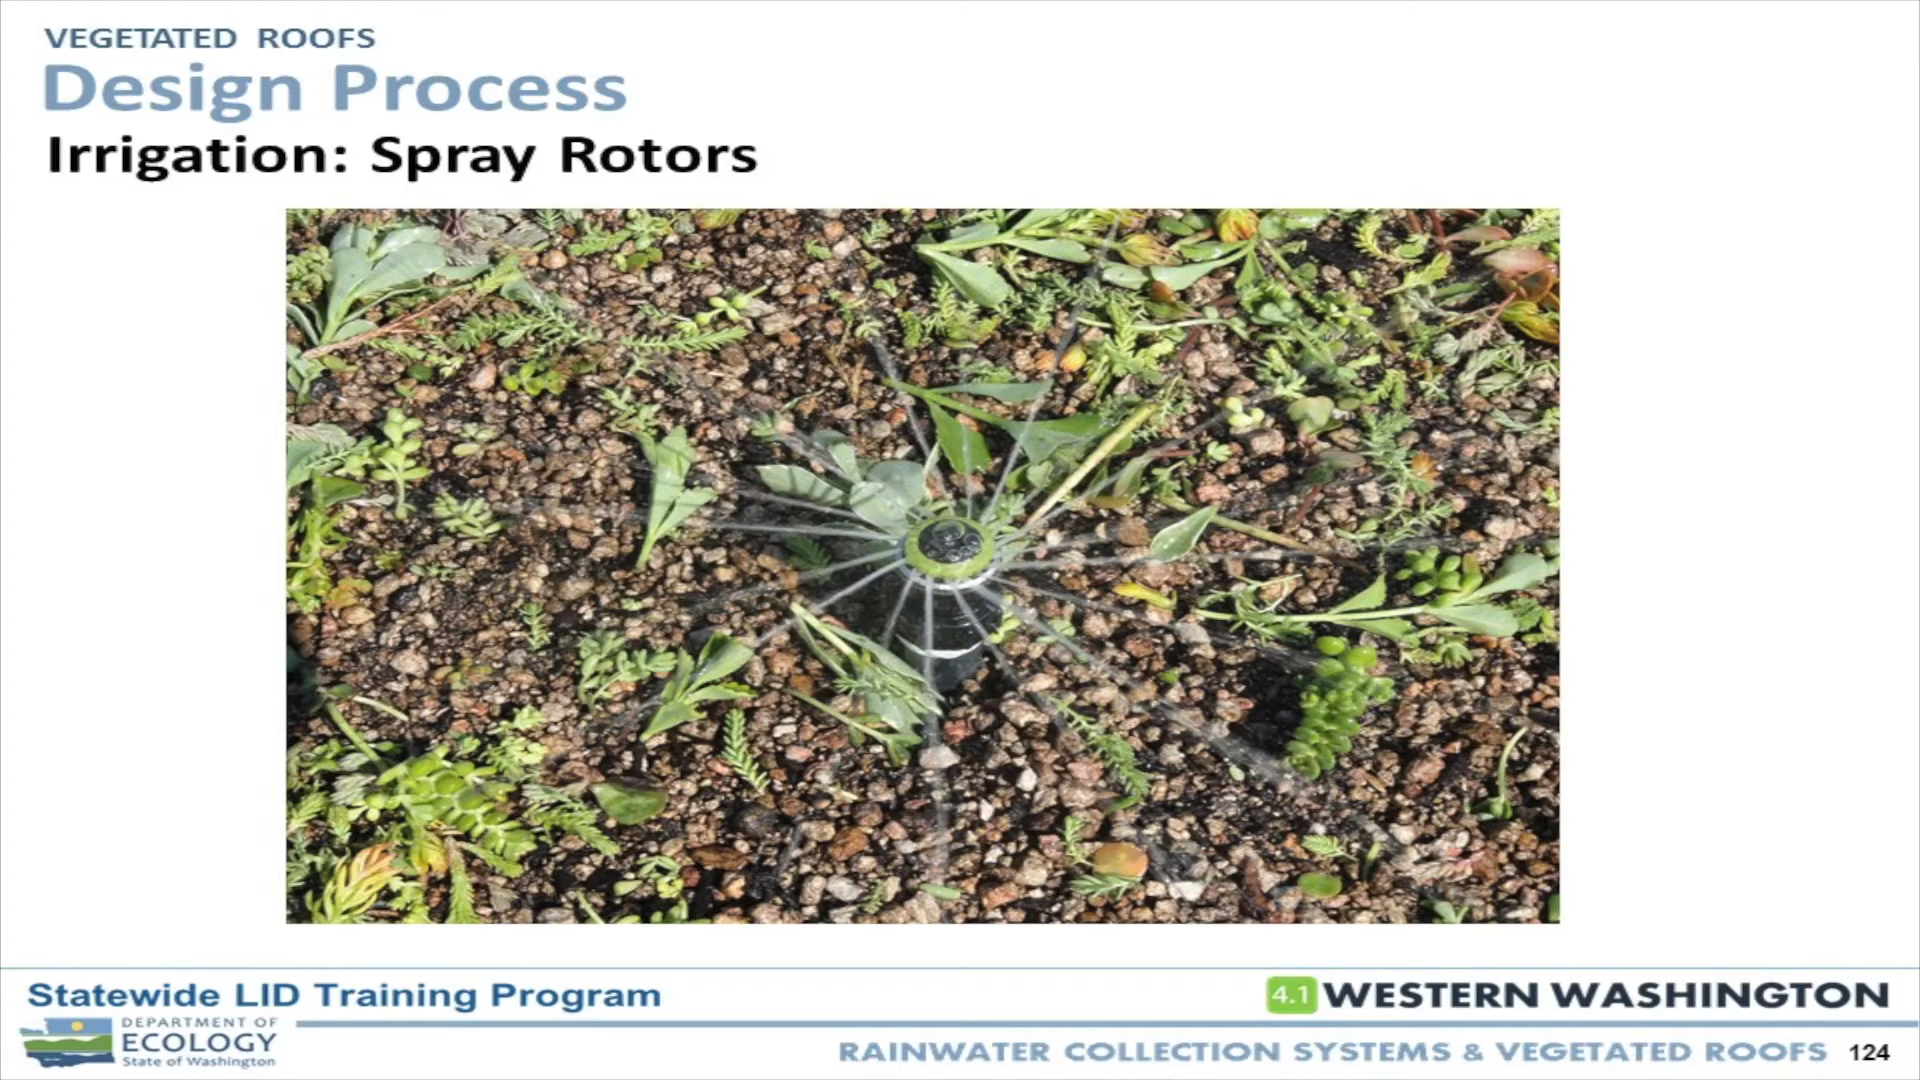 VEGETATED ROOFS
Design Process
Irrigation: Spray Rotors
Statewide LID Training Program
4.1 WESTERN WASHINGTON
DEPARTMENT OF
ECOLOGY
State of Washington
RAINWATER COLLECTION SYSTEMS & VEGETATED ROOFS 124